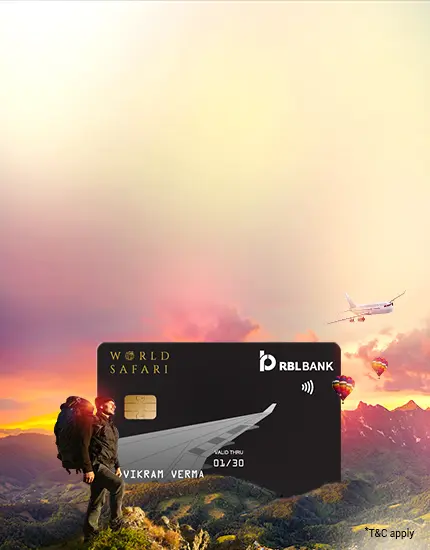 WORLD
SAFARI
RBLBANK
VALID THRU
01/30
VIKRAM VERMA
*T&C apply